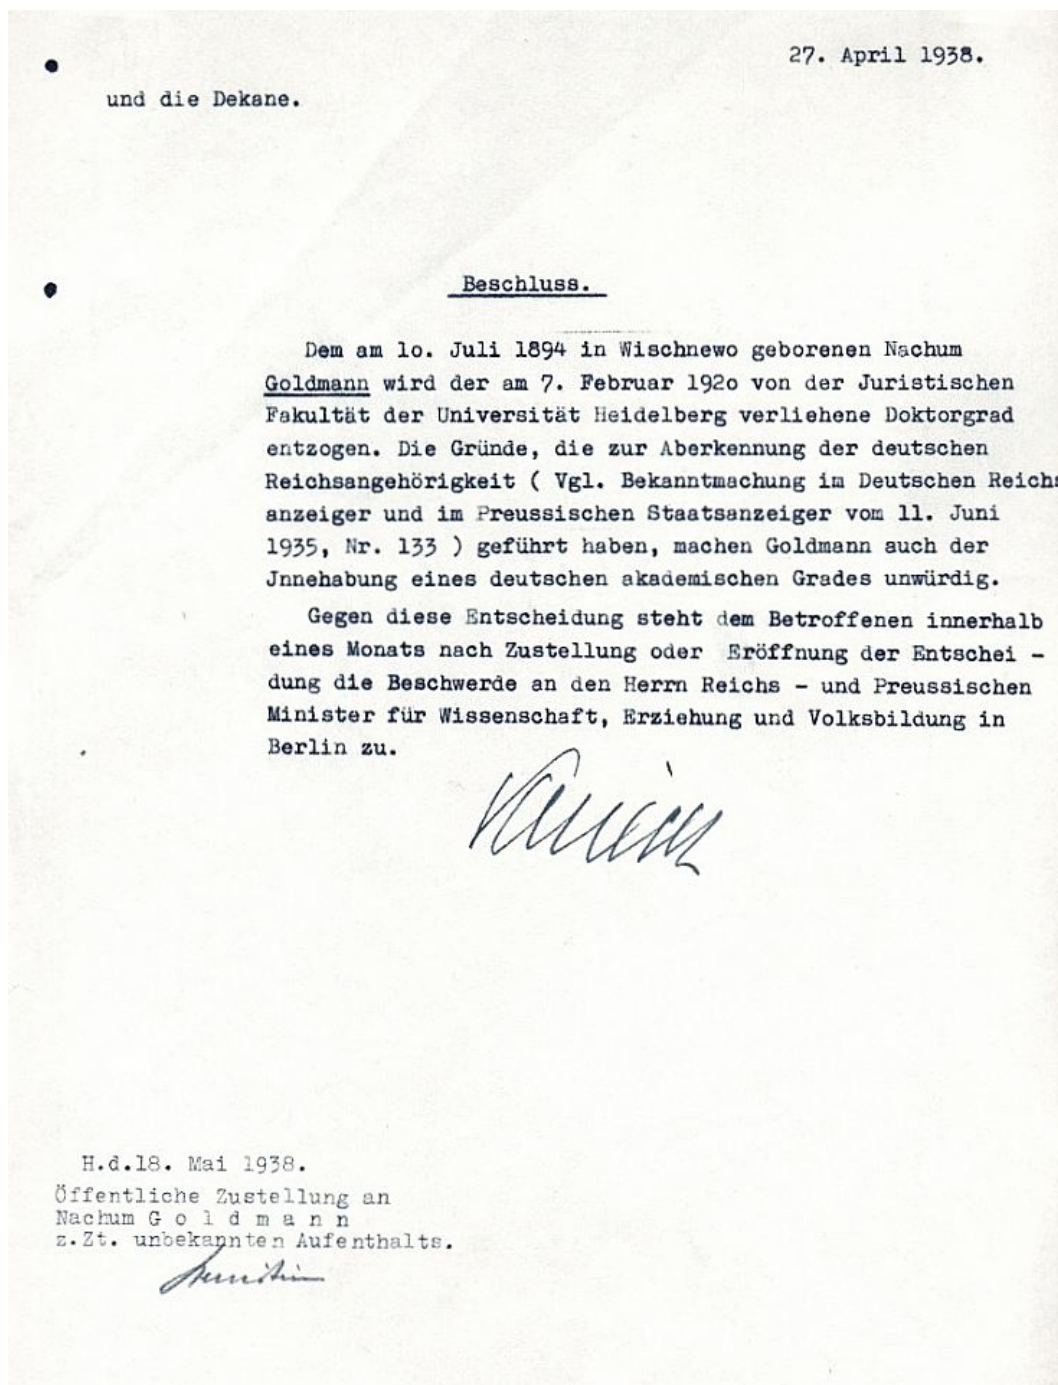 27. April 1938.
und die Dekane.
Beschluss.
Dem am 1o. Juli 1894 in Wischnewo geborenen Nachum
Goldmann wird der am 7. Februar 192o von der Juristischen
Fakultät der Universität Heidelberg verliehene Doktorgrad
entzogen. Die Gründe, die zur Aberkennung der deutschen
Reichsangehörigkeit ( Vgl. Bekanntmachung im Deutschen Reichs
anzeiger und im Preussischen Staatsanzeiger vom 11. Juni
1935, Nr. 133 ) geführt haben, machen Goldmann auch der
Jnnehabung eines deutschen akademischen Grades unwürdig.
Gegen diese Entscheidung steht dem Betroffenen innerhalb
eines Monats nach Zustellung oder Eröffnung der Entschei -
dung die Beschwerde an den Herrn Reichs - und Preussischen
Minister für Wissenschaft, Erziehung und Volksbildung in
Berlin zu.
H.d.18. Mai 1938.
Öffentliche Zustellung an
Nachum G o l d m a n n
z.Zt. unbekannten Aufenthalts.